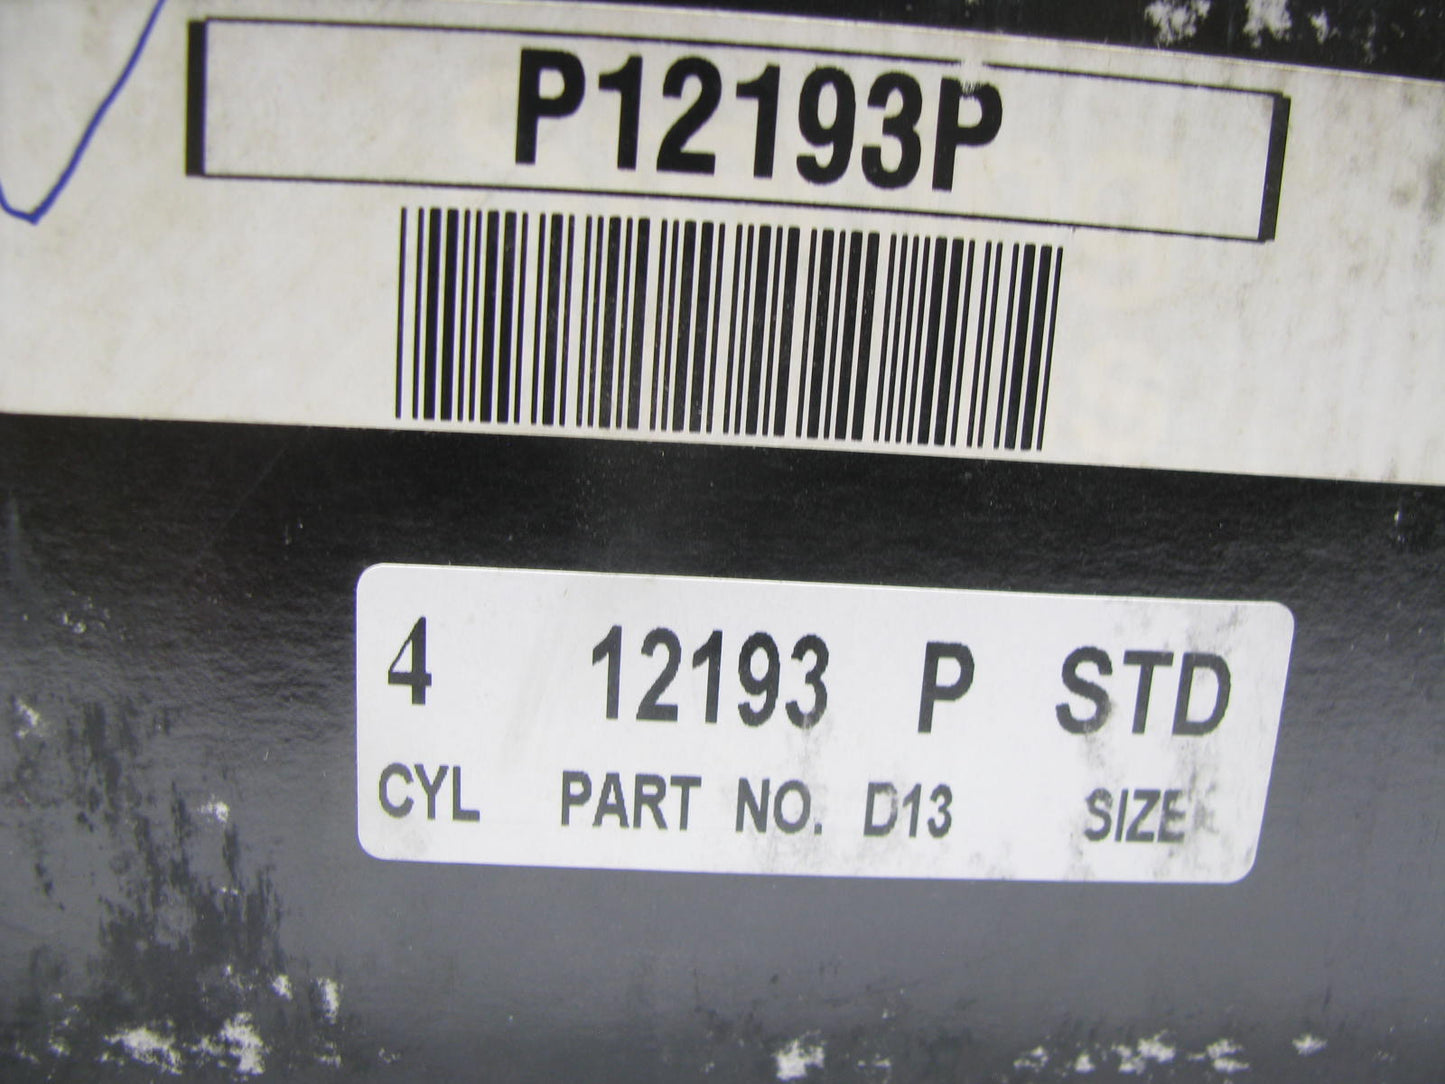 P12193P
4 12193 P STD
CYL PART NO. D13 SIZE